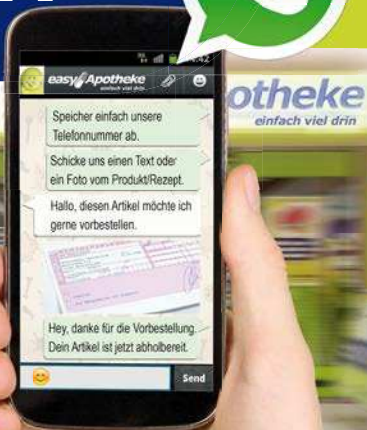 14:42
easyApotheke
einfach viel drin
otheke
einfach viel drin
Speicher einfach unsere
Telefonnummer ab.
Schicke uns einen Text oder
ein Foto vom Produkt/Rezept.
Hallo, diesen Artikel möchte ich
gerne vorbestellen.
Hey, danke für die Vorbestellung.
Dein Artikel ist jetzt abholbereit.
Send